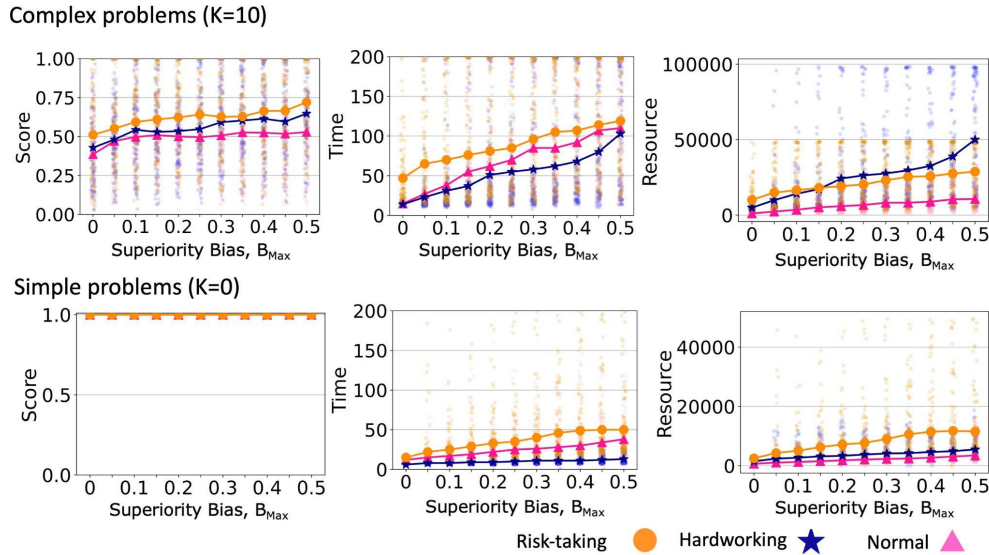 Complex problems (K=10)
Score
1.00
0.75
0.50
0.25
0.00
0 0.1 0.2 0.3 0.4 0.5
Superiority Bias, BMax
Time
200
150
100
50
0
0 0.1 0.2 0.3 0.4 0.5
Superiority Bias, BMax
Resource
100000
50000
0
0 0.1 0.2 0.3 0.4 0.5
Superiority Bias, BMax
Simple problems (K=0)
Score
1.0
0.5
0.0
0 0.1 0.2 0.3 0.4 0.5
Superiority Bias, BMax
Time
200
150
100
50
0
0 0.1 0.2 0.3 0.4 0.5
Superiority Bias, BMax
Resource
40000
20000
0
0 0.1 0.2 0.3 0.4 0.5
Superiority Bias, BMax
Risk-taking Hardworking Normal